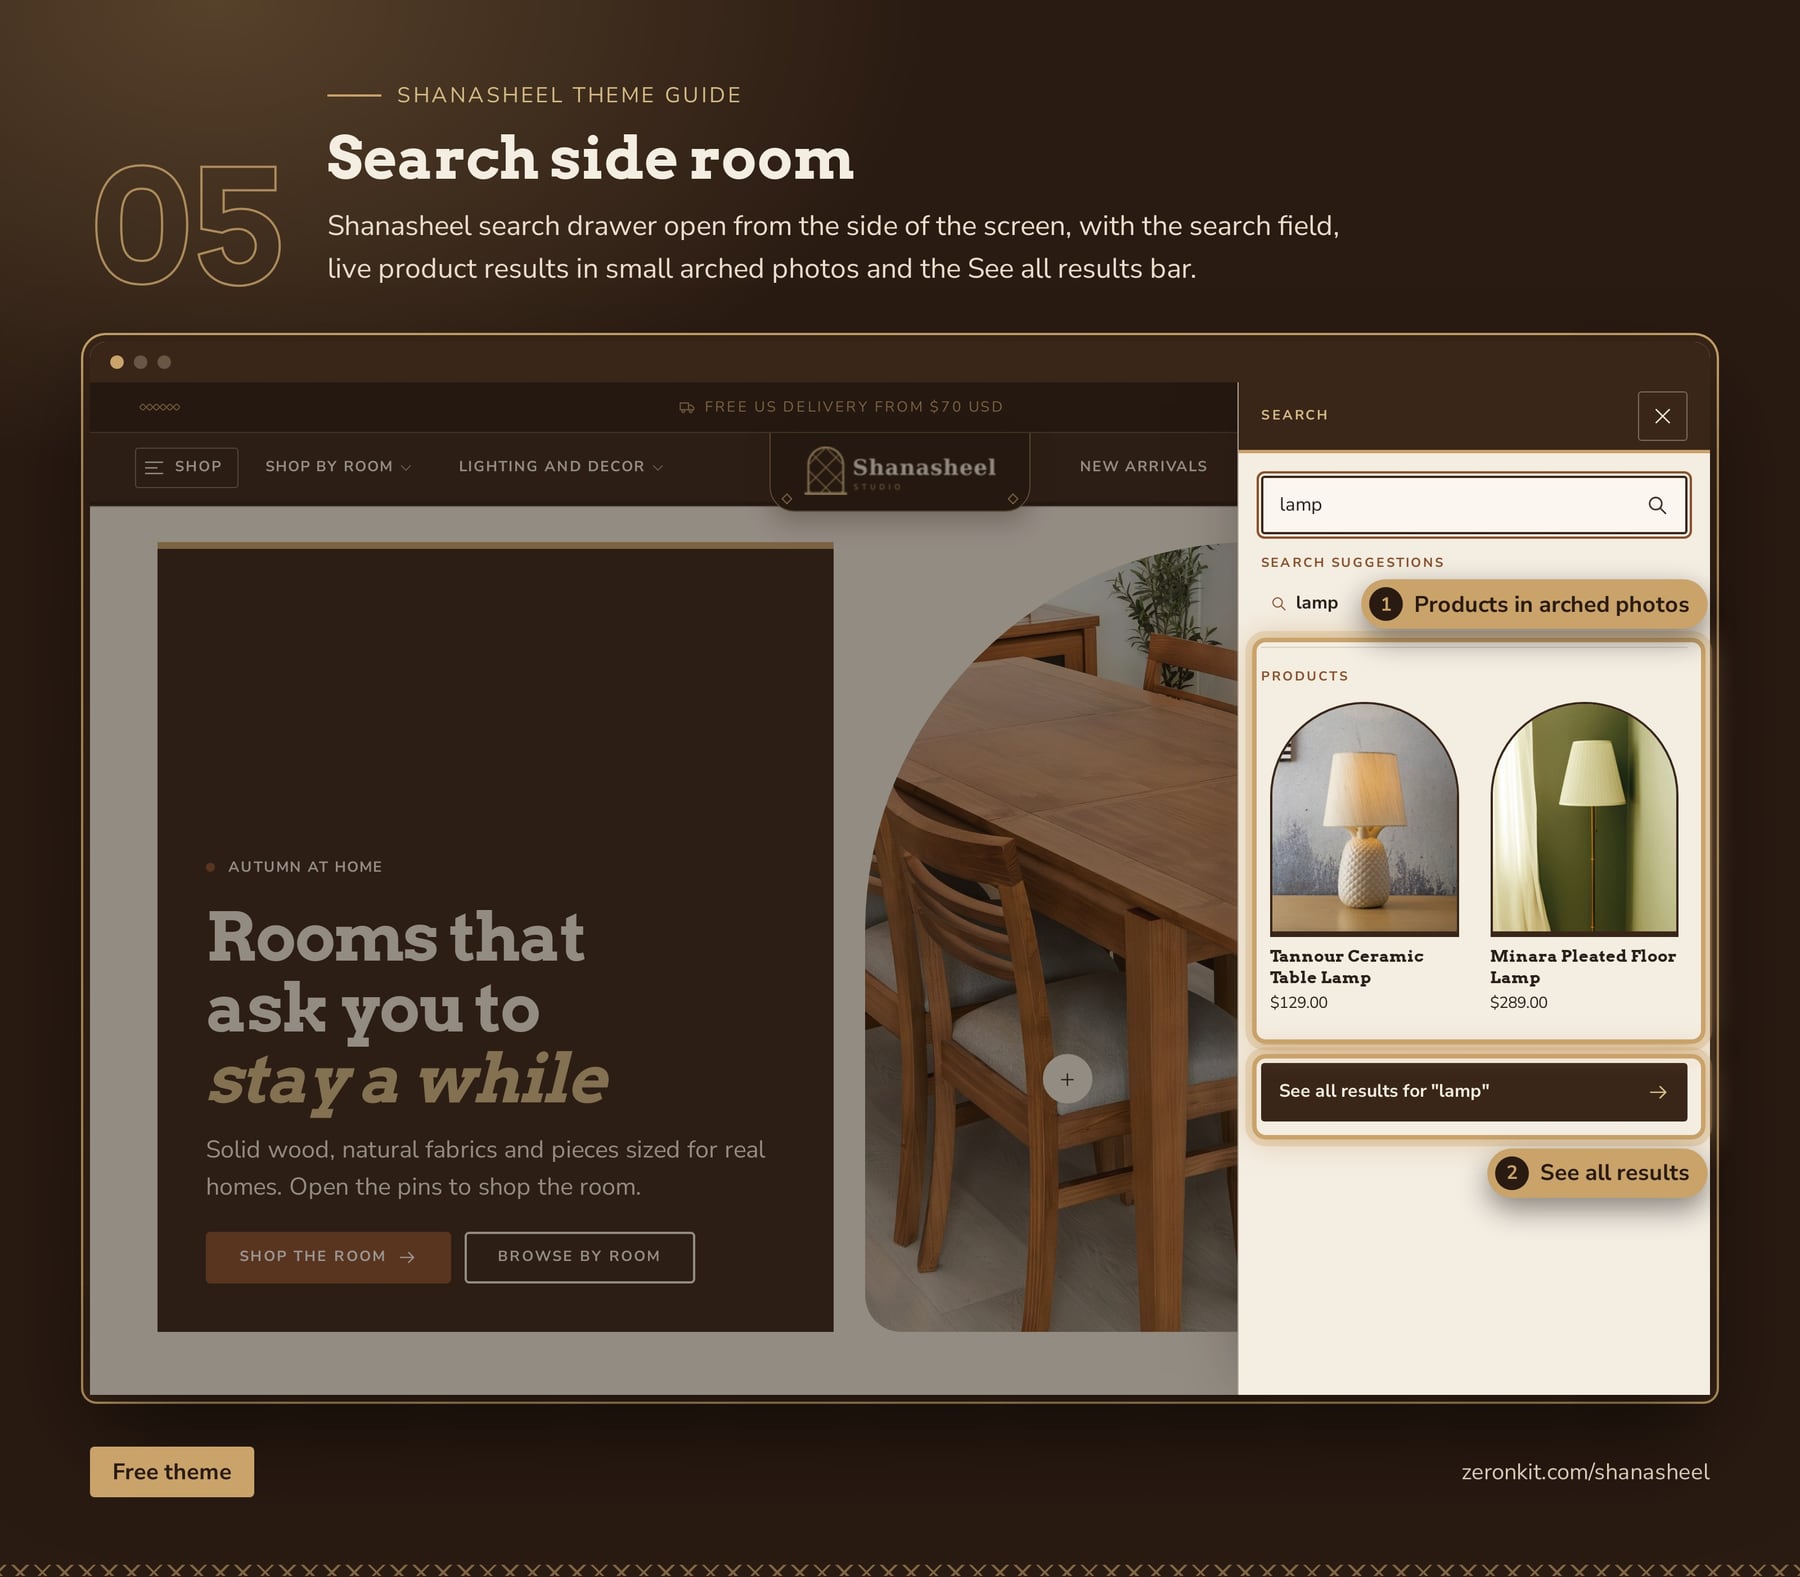 SHANASHEEL THEME GUIDE
05
Search side room
Shanasheel search drawer open from the side of the screen, with the search field,
live product results in small arched photos and the See all results bar.
FREE US DELIVERY FROM $70 USD
SHOP
SHOP BY ROOM
LIGHTING AND DECOR
Shanasheel
STUDIO
NEW ARRIVALS
AUTUMN AT HOME
Rooms that
ask you to
stay a while
Solid wood, natural fabrics and pieces sized for real
homes. Open the pins to shop the room.
SHOP THE ROOM
BROWSE BY ROOM
SEARCH
lamp
SEARCH SUGGESTIONS
lamp
1 Products in arched photos
PRODUCTS
Tannour Ceramic
Table Lamp
$129.00
Minara Pleated Floor
Lamp
$289.00
See all results for "lamp"
2 See all results
Free theme
zeronkit.com/shanasheel